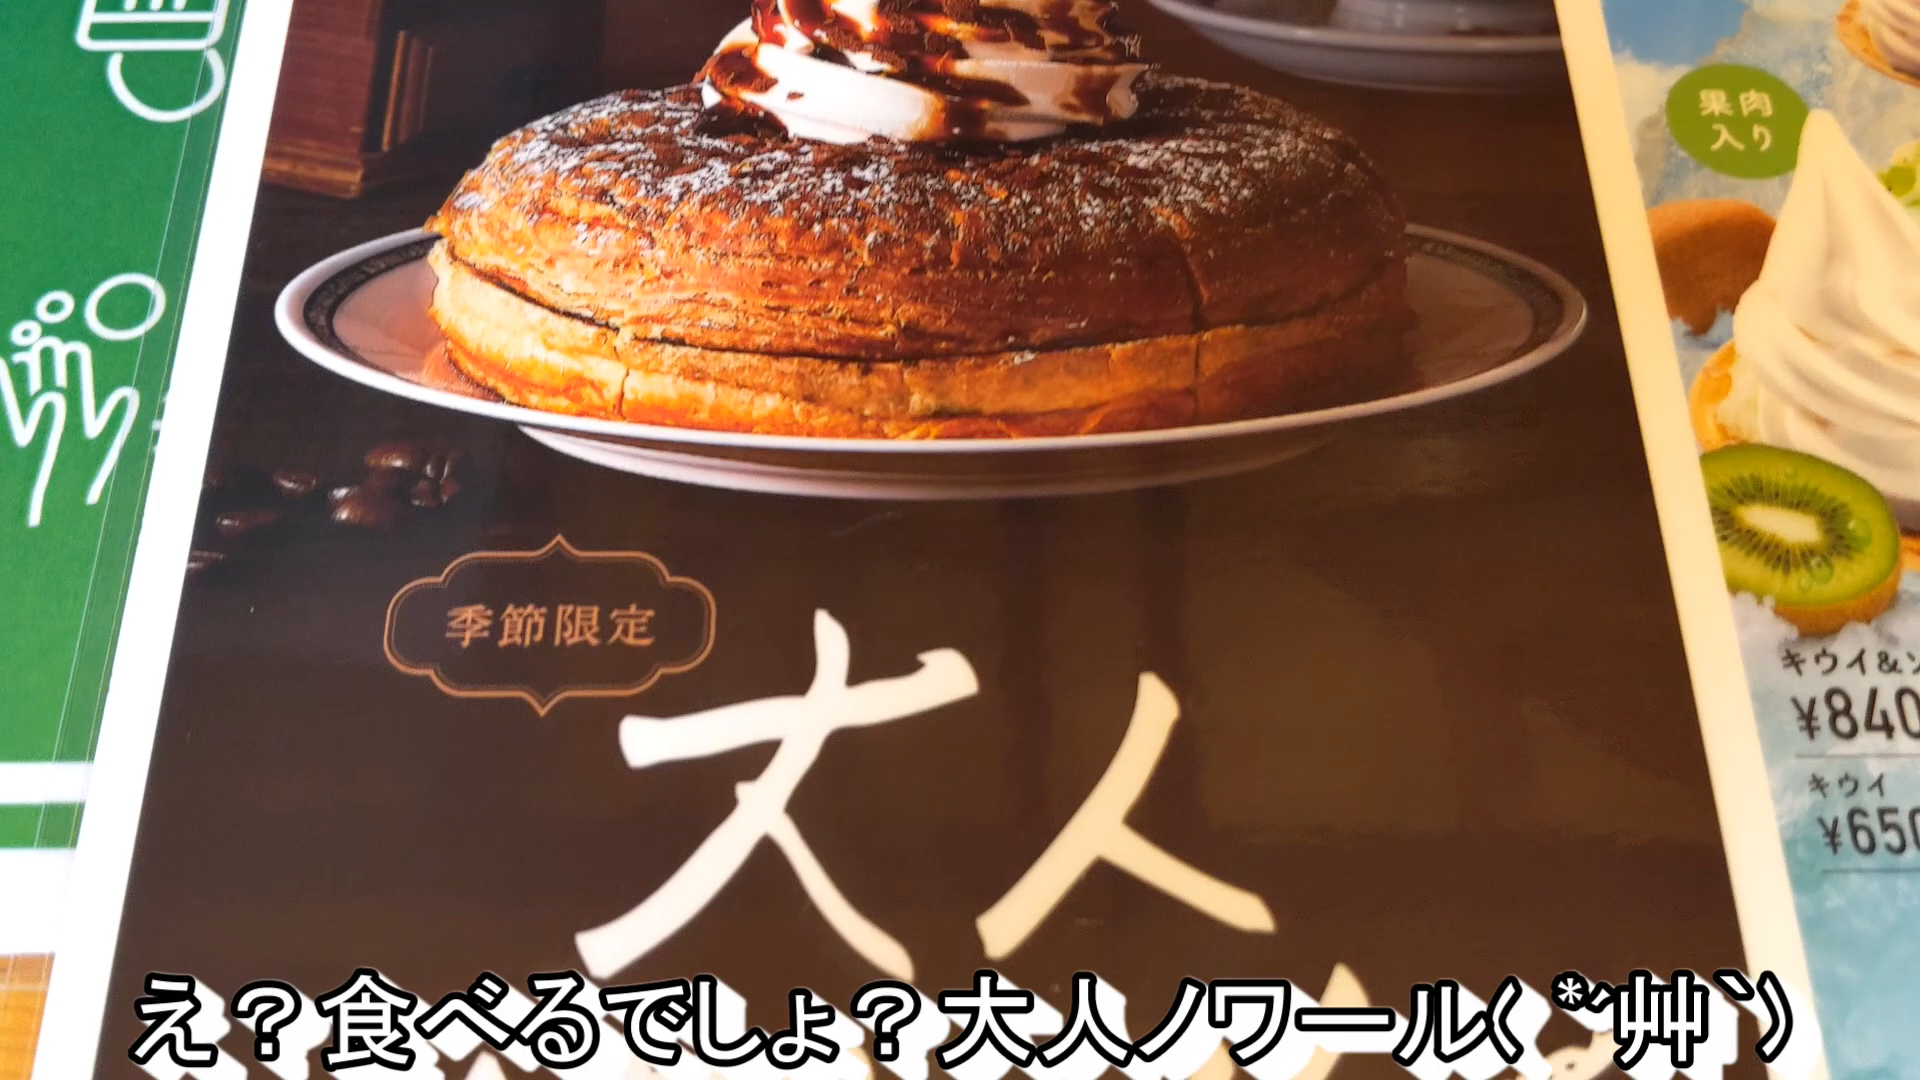 果肉
入り
季節限定
大人
キウイ&
¥840
キウイ
¥650
え？食べるでしょ？大人ノワール( *´艸｀)